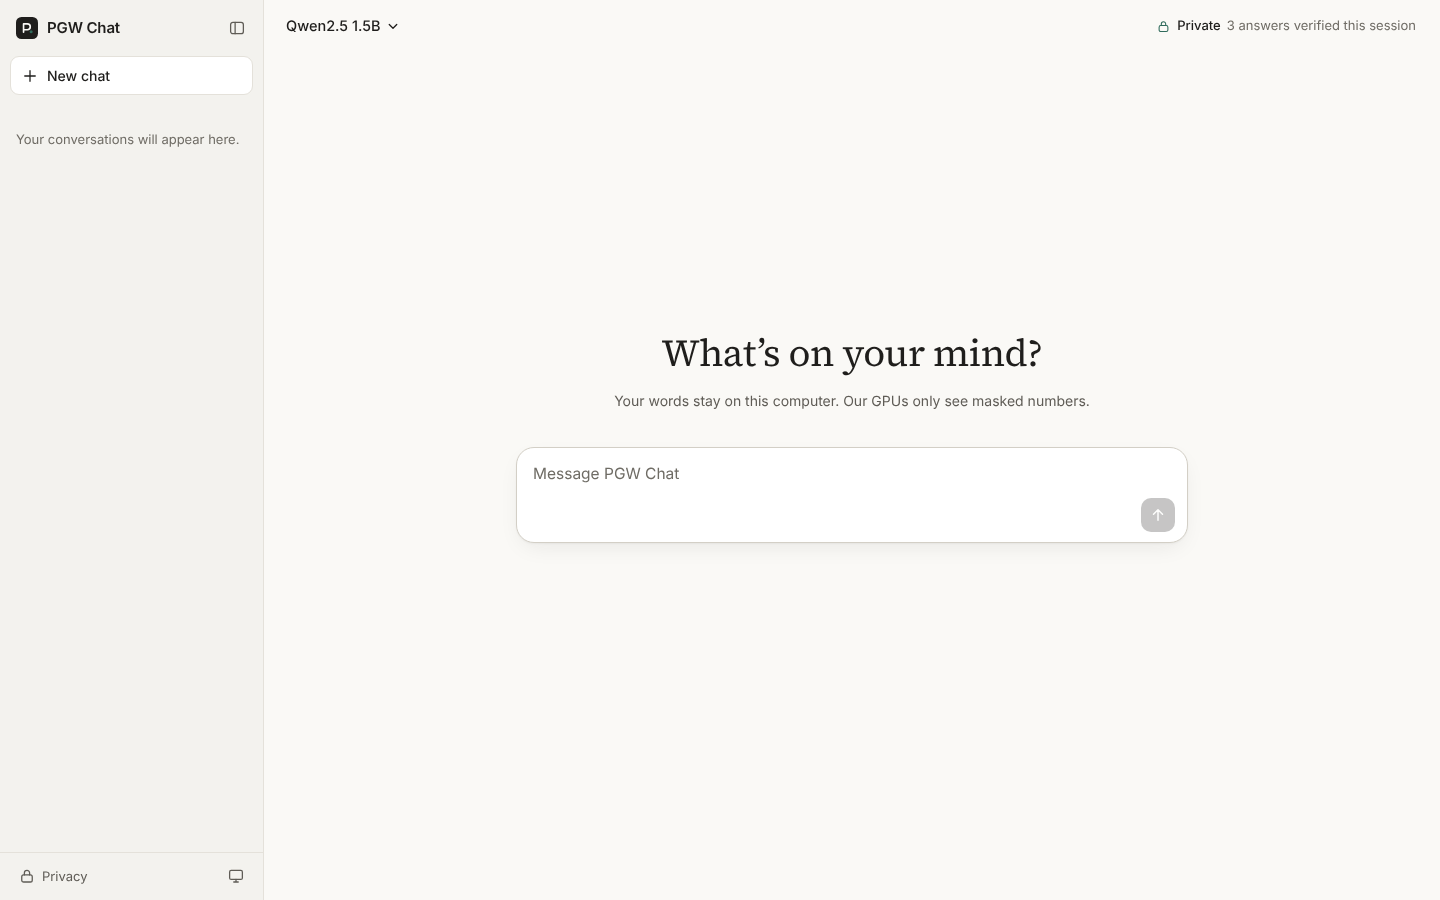 PGW Chat
New chat
Your conversations will appear here.
Privacy
Qwen2.5 1.5B
Private 3 answers verified this session
What’s on your mind?
Your words stay on this computer. Our GPUs only see masked numbers.
Message PGW Chat